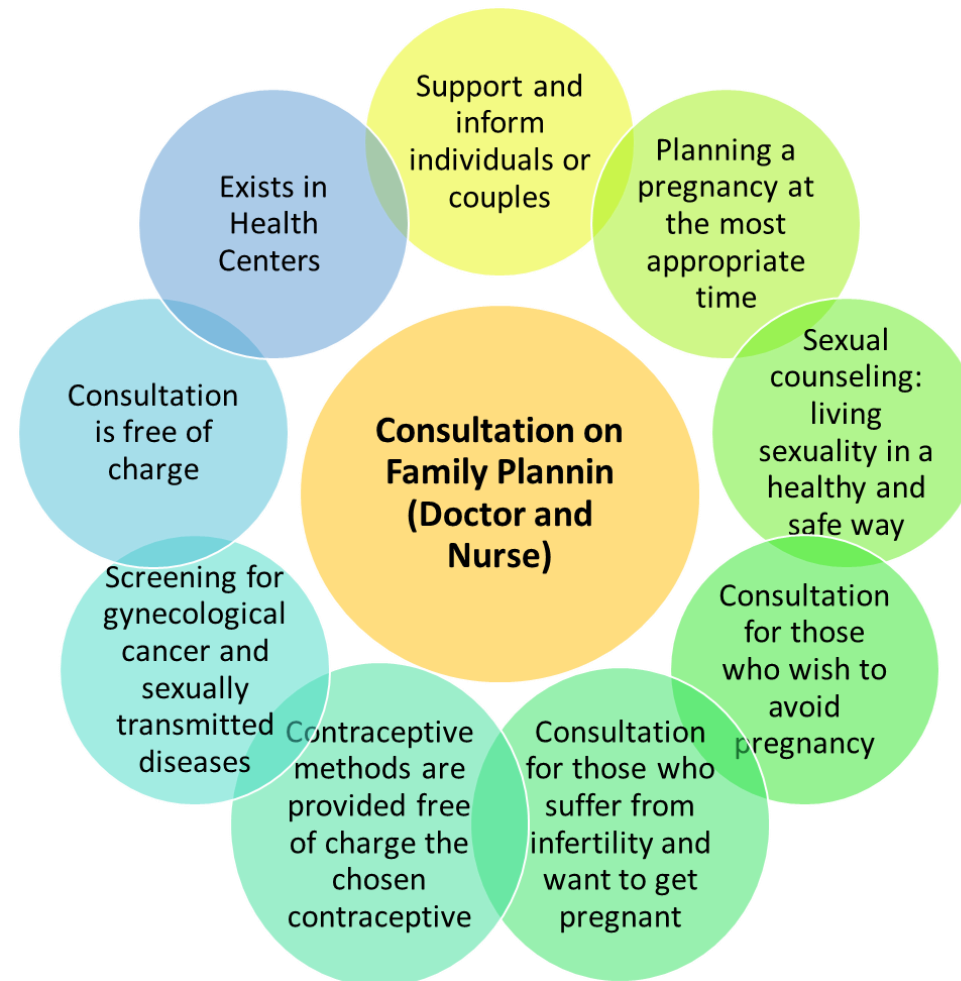 Support and
inform
individuals or
couples
Planning a
pregnancy at
the most
appropriate
time
Sexual
counseling:
living
sexuality in a
healthy and
safe way
Consultation
for those
who wish to
avoid
pregnancy
Consultation
for those who
suffer from
infertility and
want to get
pregnant
Contraceptive
methods are
provided free
of charge the
chosen
contraceptive
Screening for
gynecological
cancer and
sexually
transmitted
diseases
Consultation
is free of
charge
Exists in
Health
Centers
Consultation on
Family Plannin
(Doctor and
Nurse)